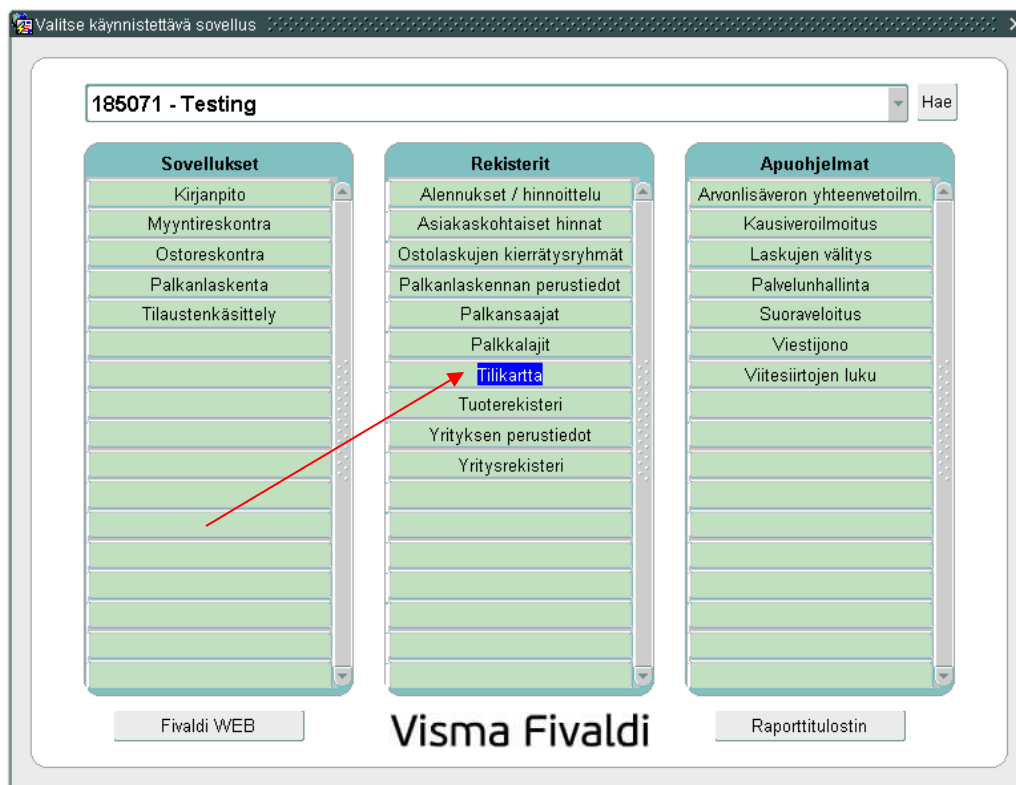 Valitse käynnistettävä sovellus
185071 - Testing
Hae
Sovellukset
Kirjanpito
Myyntireskontra
Ostoreskontra
Palkanlaskenta
Tilaustenkäsittely
Rekisterit
Alennukset / hinnoittelu
Asiakaskohtaiset hinnat
Ostolaskujen kierrätysryhmät
Palkanlaskennan perustiedot
Palkansaajat
Palkkalajit
Tilikartta
Tuoterekisteri
Yrityksen perustiedot
Yritysrekisteri
Apuohjelmat
Arvonlisäveron yhteenvetoilm.
Kausiveroilmoitus
Laskujen välitys
Palvelunhallinta
Suoraveloitus
Viestijono
Viitesiirtojen luku
Fivaldi WEB
Visma Fivaldi
Raporttitulostin